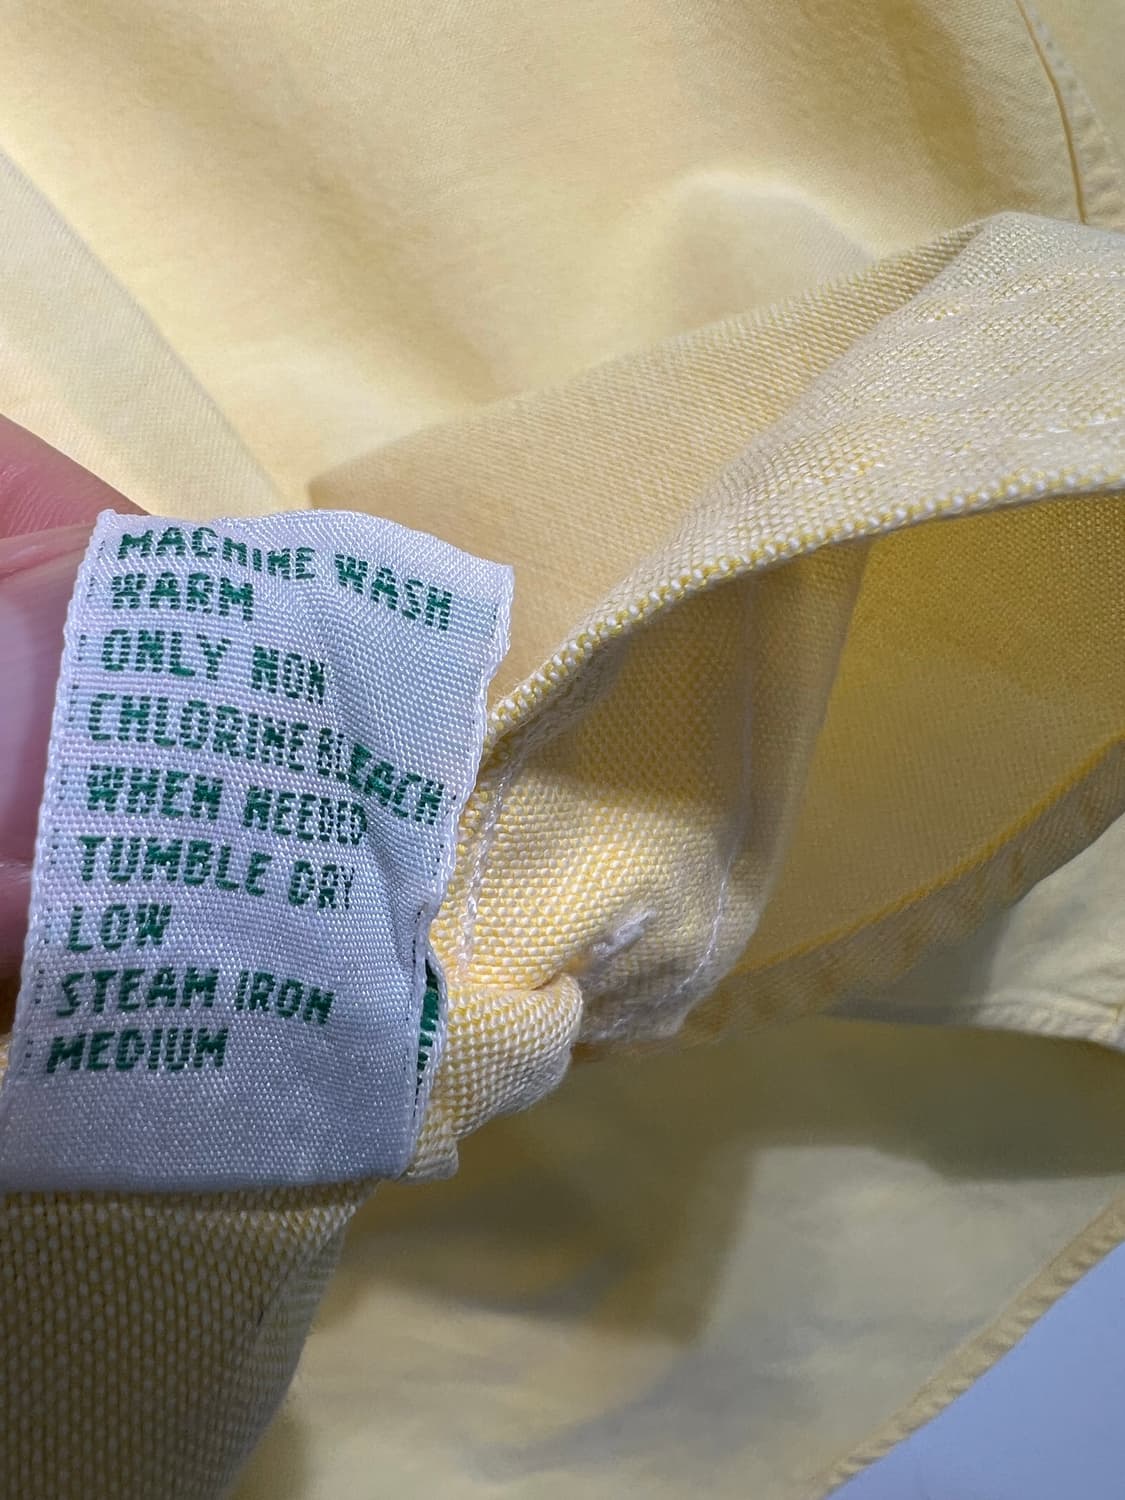 MACHINE WASH
WARM
ONLY NON
CHLORINE BLEACH
WHEN NEEDED
TUMBLE DRY
LOW
STEAM IRON
MEDIUM